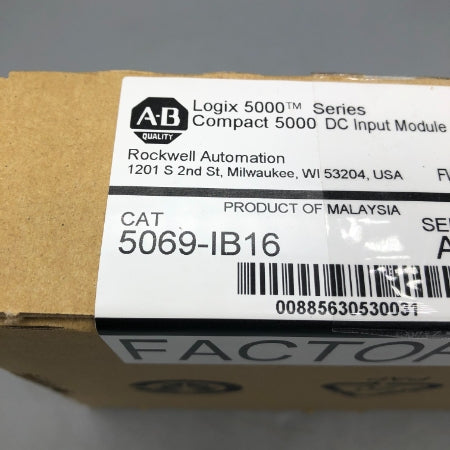 A-B
QUALITY
Logix 5000™ Series
Compact 5000 DC Input Module
Rockwell Automation
1201 S 2nd St, Milwaukee, WI 53204, USA
PRODUCT OF MALAYSIA
CAT
5069-IB16
A
00885630530031
FACTO